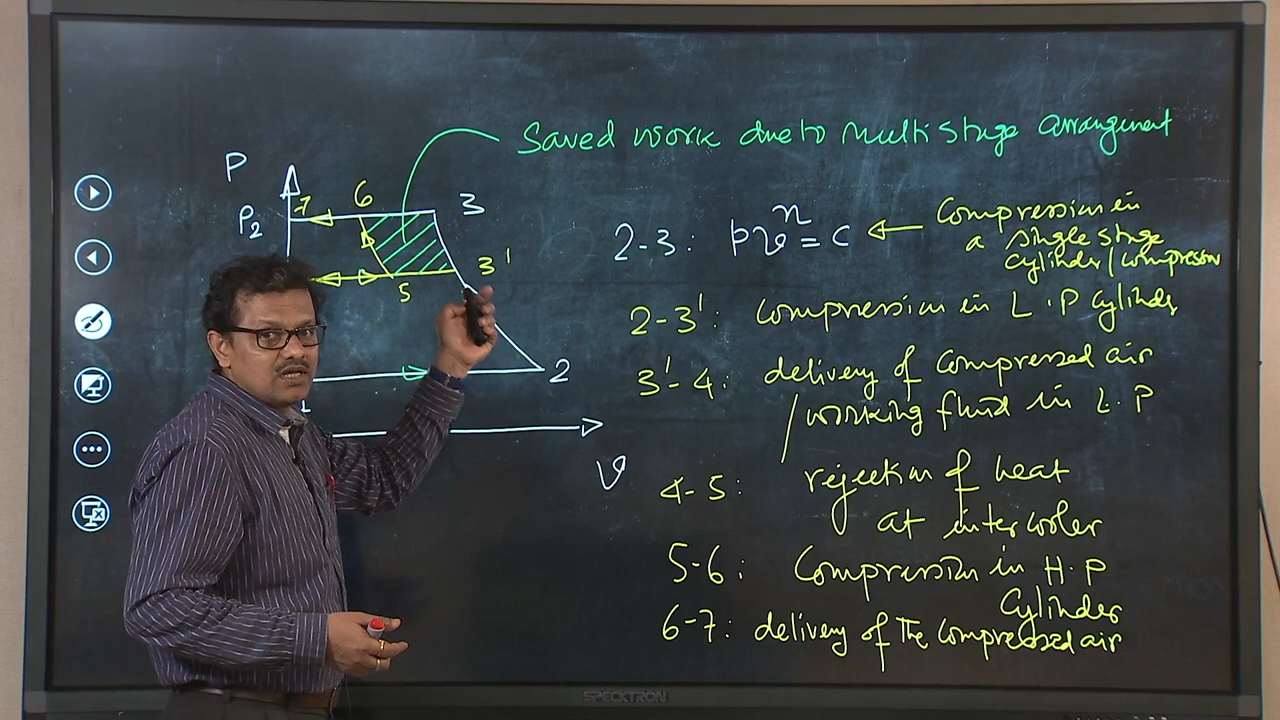 Saved work due to multi stage arrangement
P
7
6
3
P2
3'
5
2
1
V
2-3: pv^n = c
Compression in
a single stage
cylinder/compressor
2-3': compression in L.P cylinder
3'-4: delivery of compressed air
/working fluid in L.P
4-5: rejection of heat
at intercooler
5-6: Compression in H.P
Cylinder
6-7: delivery of the compressed air
SPECKTRON